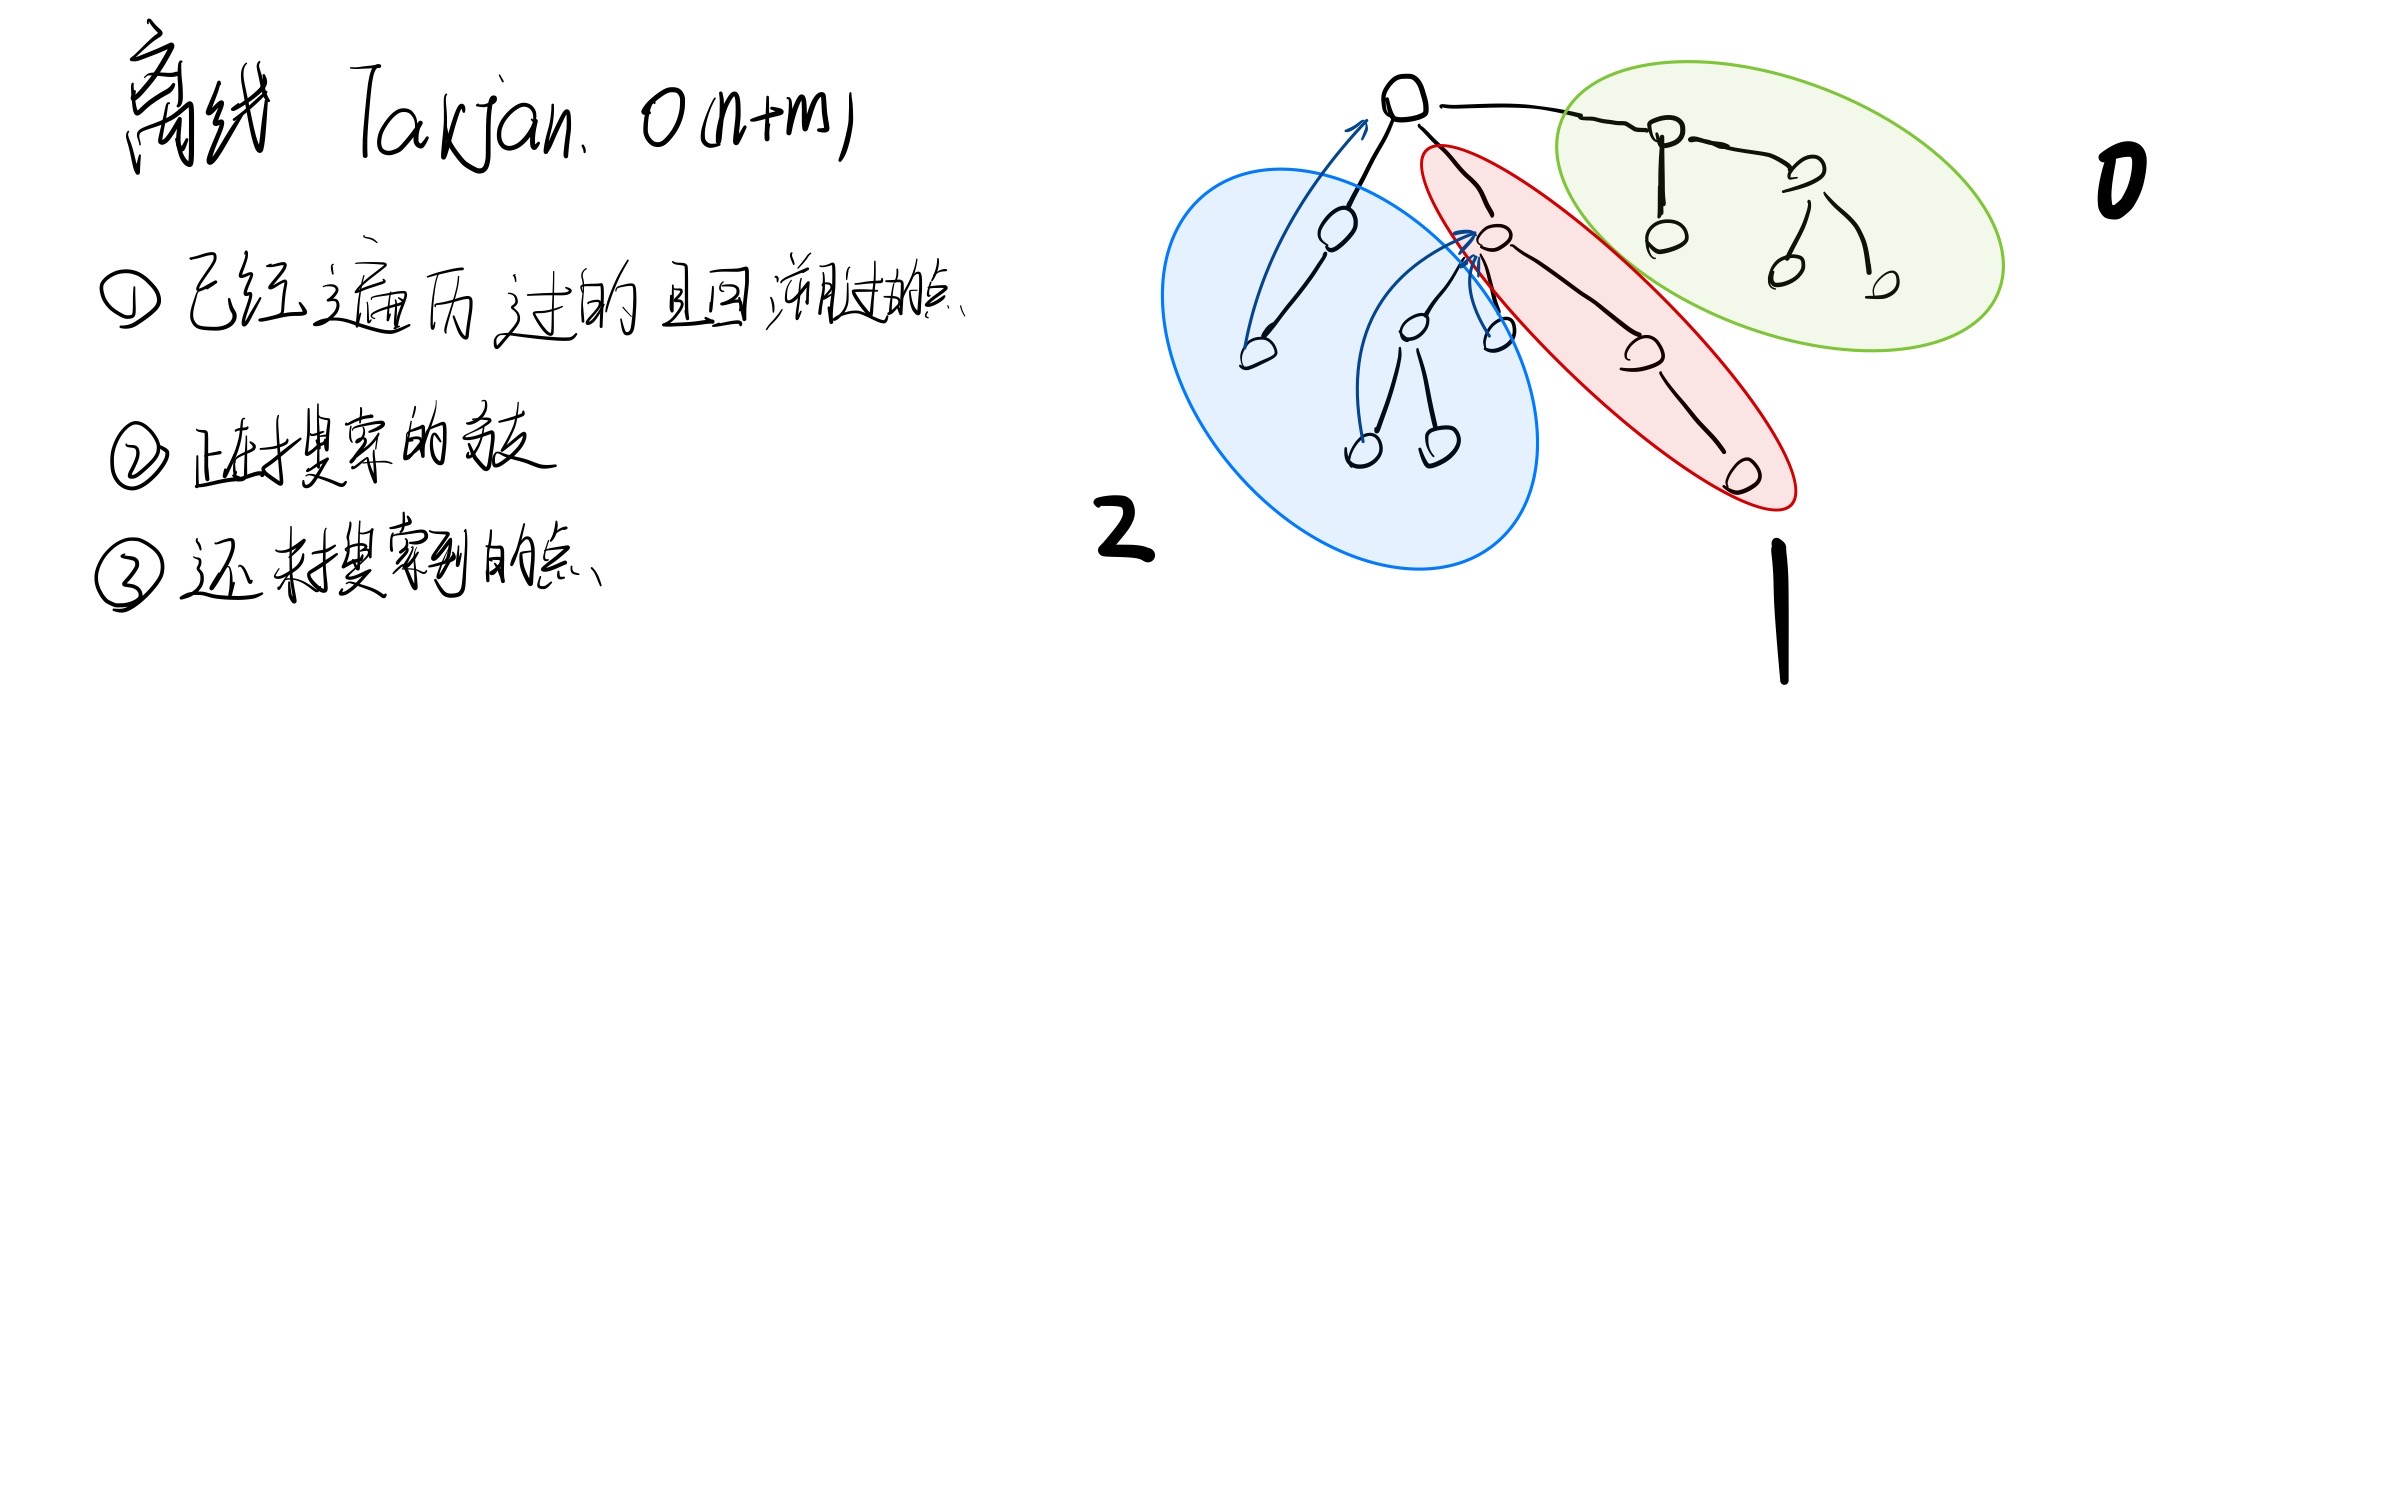 离线 Tarjan. O(n+m)
① 已经遍历过的且回溯过的点.
② 正在搜索的分支
③ 还未搜索到的点、
0
2
1